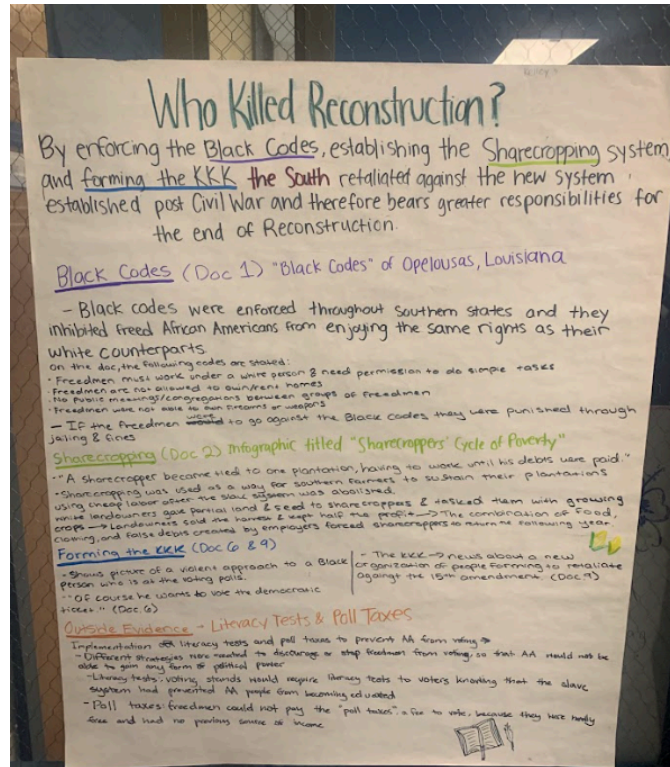 Who Killed Reconstruction?
By enforcing the Black Codes, establishing the Sharecropping system
and forming the KKK the South retaliated against the new system
established post Civil War and therefore bears greater responsibilities for
the end of Reconstruction.
Black Codes (Doc 1) "Black Codes" of Opelousas, Louisiana
- Black codes were enforced throughout Southern states and they
inhibited freed African Americans from enjoying the same rights as their
white counterparts.
On the doc, the following codes are stated:
· Freedmen must work under a white person & need permission to do simple tasks
· Freedmen are not allowed to own/rent homes
· No public meetings/congregations between groups of Freedmen
· Freedmen were not able to own firearms or weapons
- If the freedmen were to go against the Black Codes they were punished through
jailing & fines
Sharecropping (Doc 2) Infographic titled "Sharecroppers' Cycle of Poverty"
· "A sharecropper became tied to one plantation, having to work until his debts were paid."
· Sharecropping was used as a way for southern farmers to sustain their plantations
using cheap labor after the slave system was abolished.
white landowners gave partial land & seed to sharecroppers & tasked them with growing
crops → Landowners sold the harvest & kept half the profit → The combination of food,
clothing, and false debts created by employers forced sharecroppers to return the following year
Forming the KKK (Doc 6 & 9)
· Shows picture of a violent approach to a Black
person who is at the voting polls.
· "Of course he wants to vote the democratic
ticket" (Doc. 6)
- The KKK → news about a new
organization of people forming to retaliate
against the 15th amendment. (Doc 9)
Outside Evidence - Literacy Tests & Poll Taxes
Implementation of literacy tests and poll taxes to prevent AA from voting →
- Different strategies were created to discourage or stop freedmen from voting, so that AA would not be
able to gain any form of political power
- Literacy tests: voting stands would require literacy tests to voters knowing that the slave
system had prevented AA people from becoming educated
- Poll taxes: freedmen could not pay the "poll taxes", a fee to vote, because they were newly
free and had no previous source of income